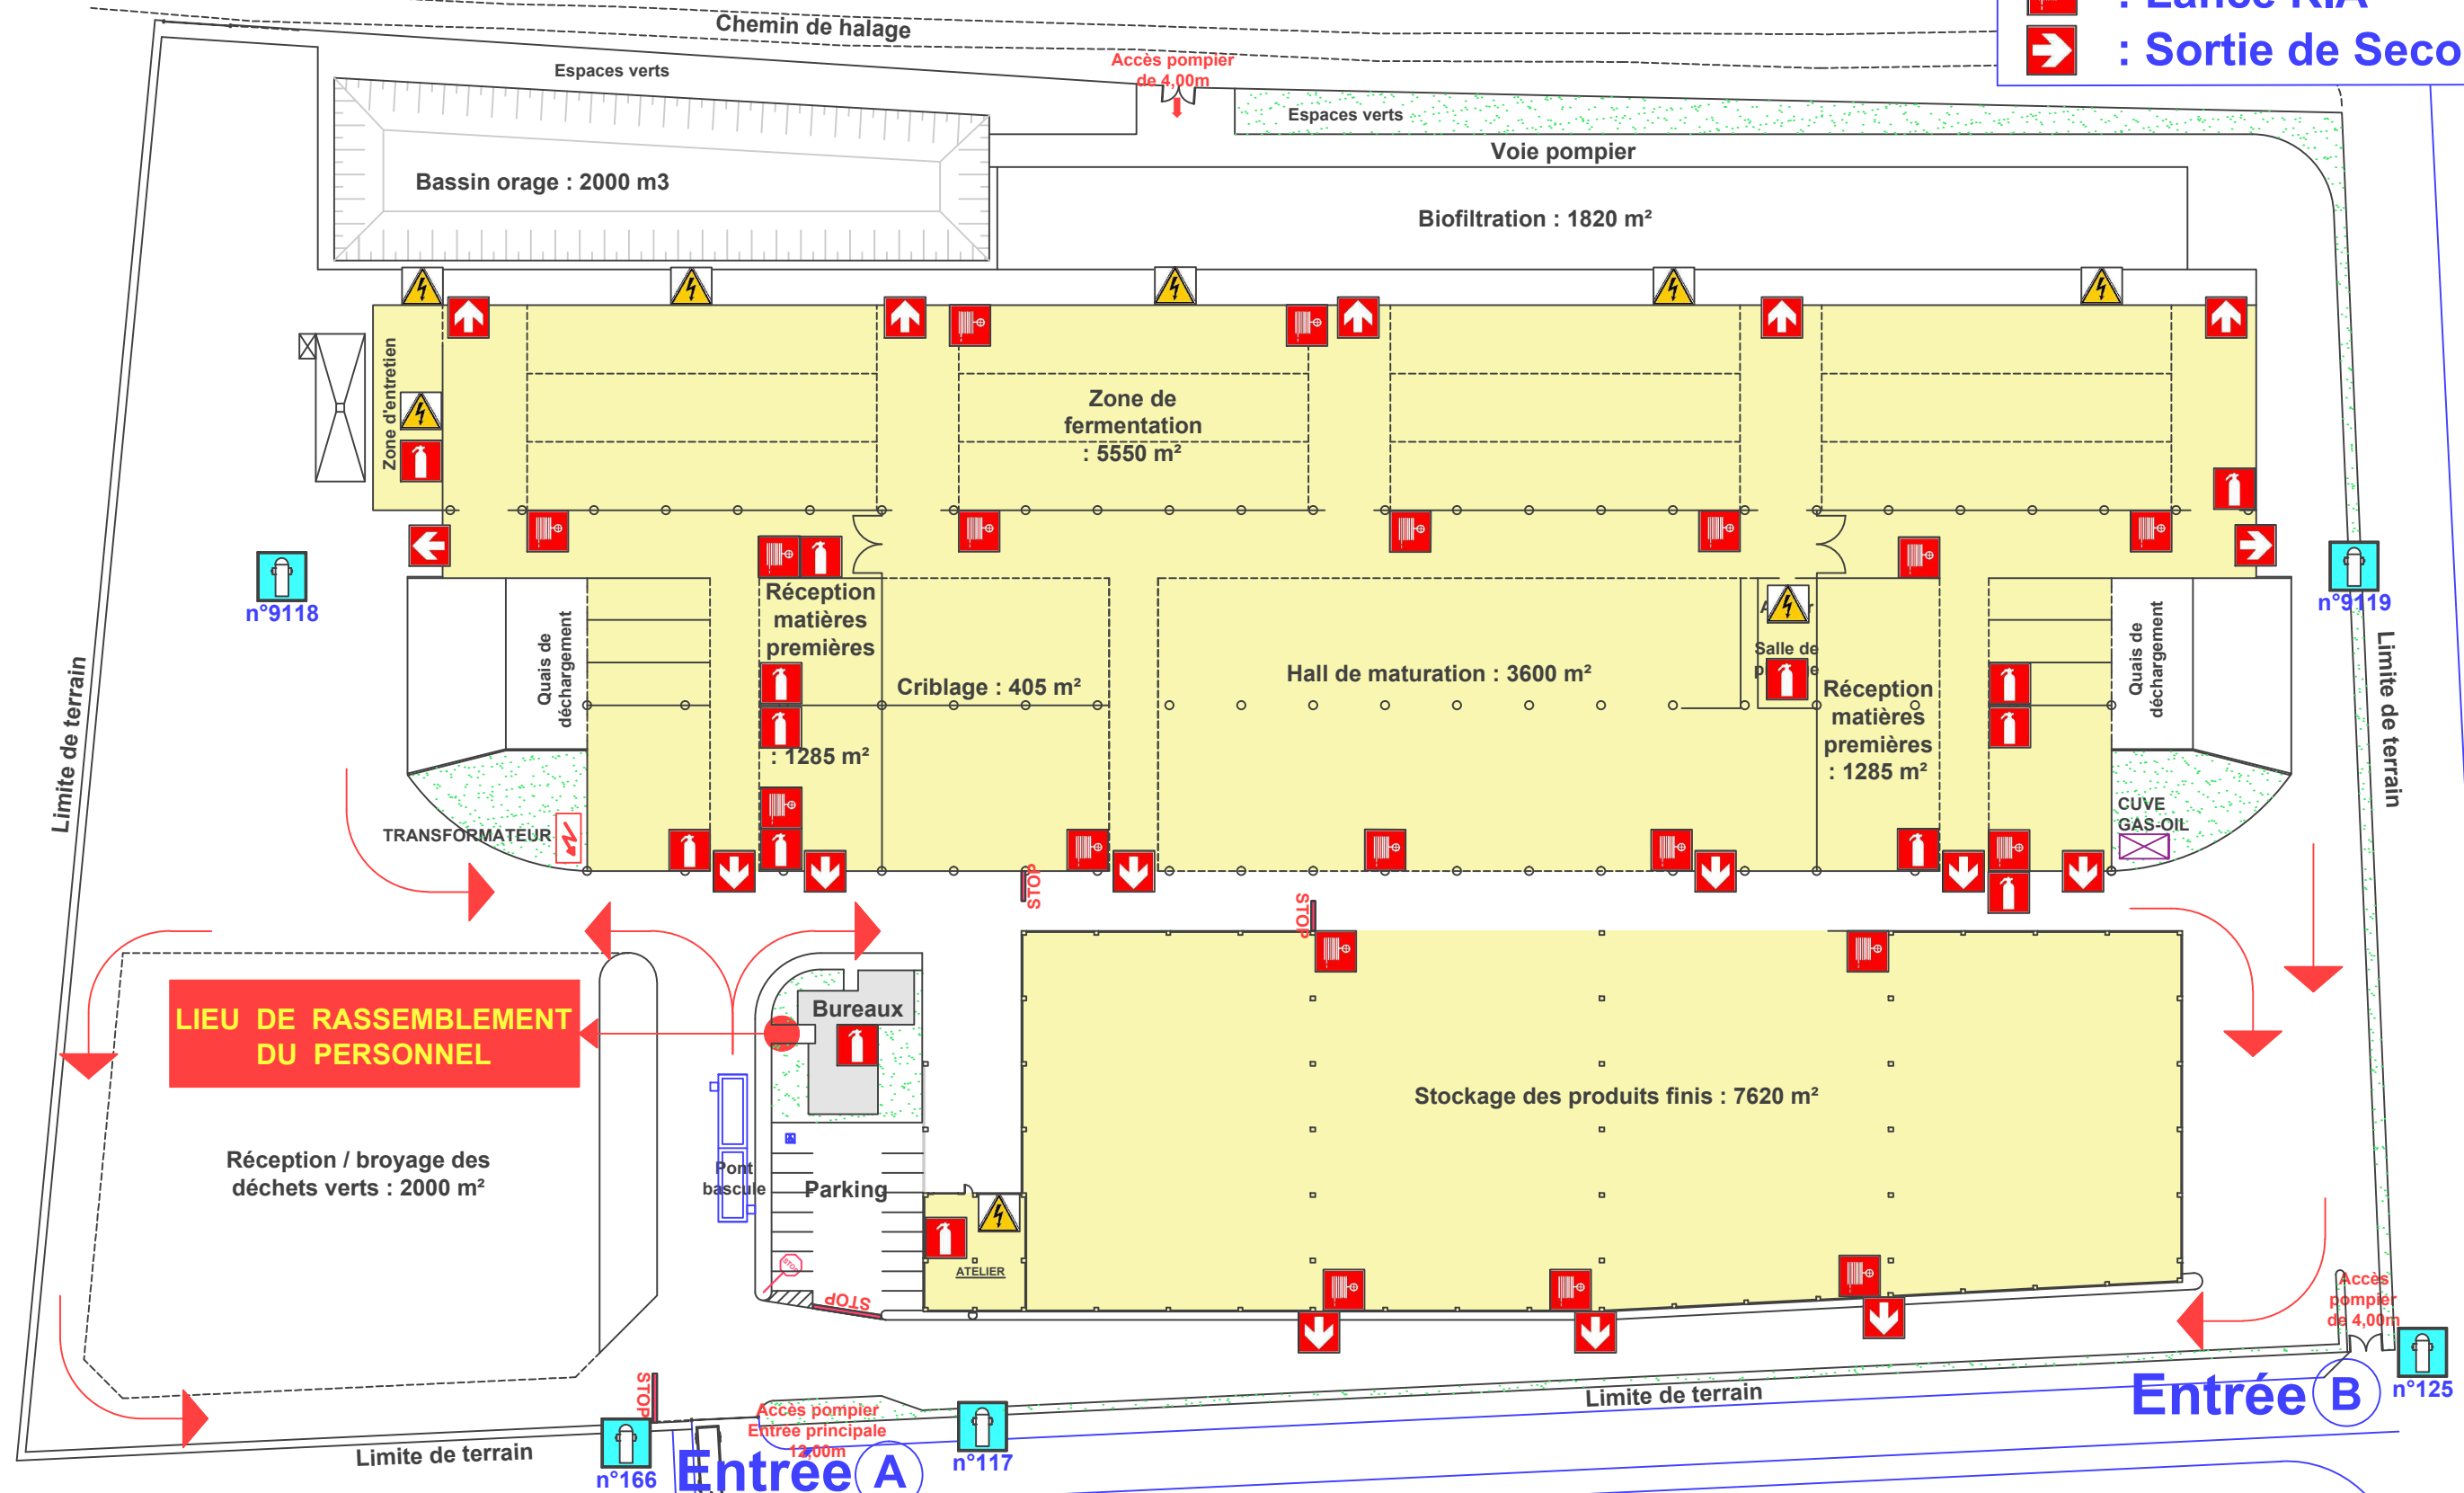 Chemin de halage
: Lance RIA
: Sortie de Seco
Espaces verts
Accès pompier
de 4,00m
Espaces verts
Voie pompier
Bassin orage : 2000 m3
Biofiltration : 1820 m²
Zone d'entretien
Zone de
fermentation
: 5550 m²
n°9118
n°9119
Quais de
déchargement
Réception
matières
premières
: 1285 m²
Criblage : 405 m²
Hall de maturation : 3600 m²
Salle de
Réception
matières
premières
: 1285 m²
Quais de
déchargement
Limite de terrain
Limite de terrain
TRANSFORMATEUR
CUVE
GAS-OIL
STOP
STOP
LIEU DE RASSEMBLEMENT
DU PERSONNEL
Bureaux
Stockage des produits finis : 7620 m²
Réception / broyage des
déchets verts : 2000 m²
Pont
bascule
Parking
ATELIER
STOP
STOP
Accès
pompier
de 4,00m
STOP
Accès pompier
Entrée principale
12,00m
Limite de terrain
Limite de terrain
Entrée B
n°125
n°166
Entrée A
n°117